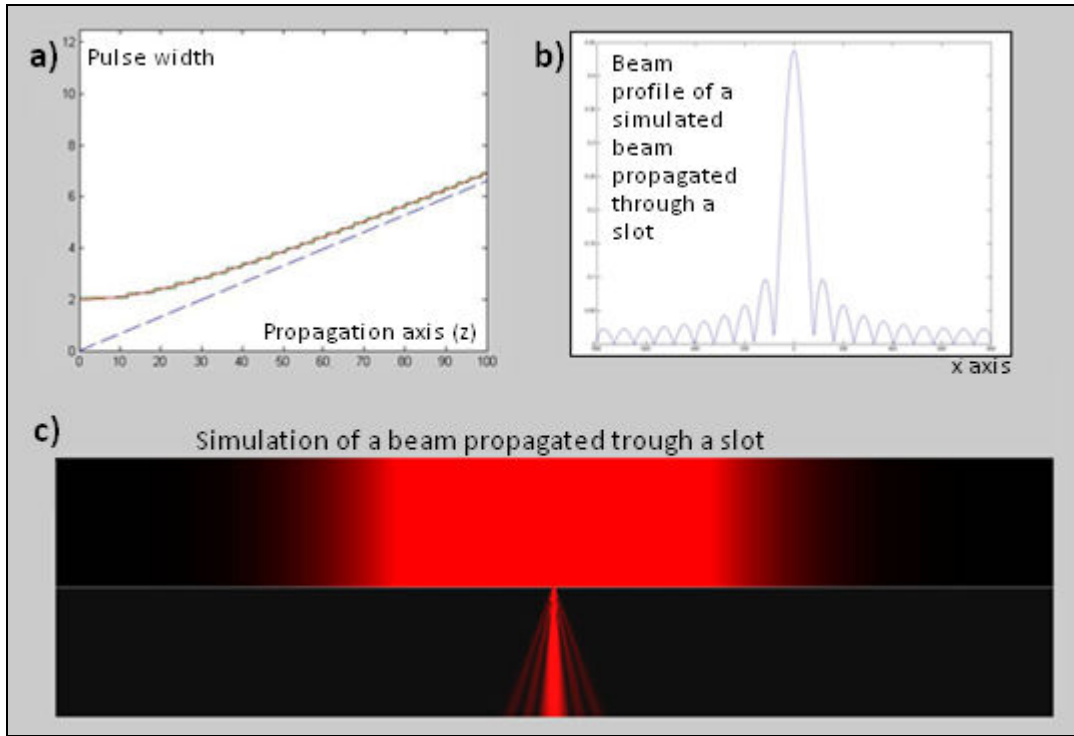 a)
Pulse width
12
10
8
6
4
2
0
0 10 20 30 40 50 60 70 80 90 100
Propagation axis (z)
b)
Beam
profile of a
simulated
beam
propagated
through a
slot
x axis
c)
Simulation of a beam propagated trough a slot